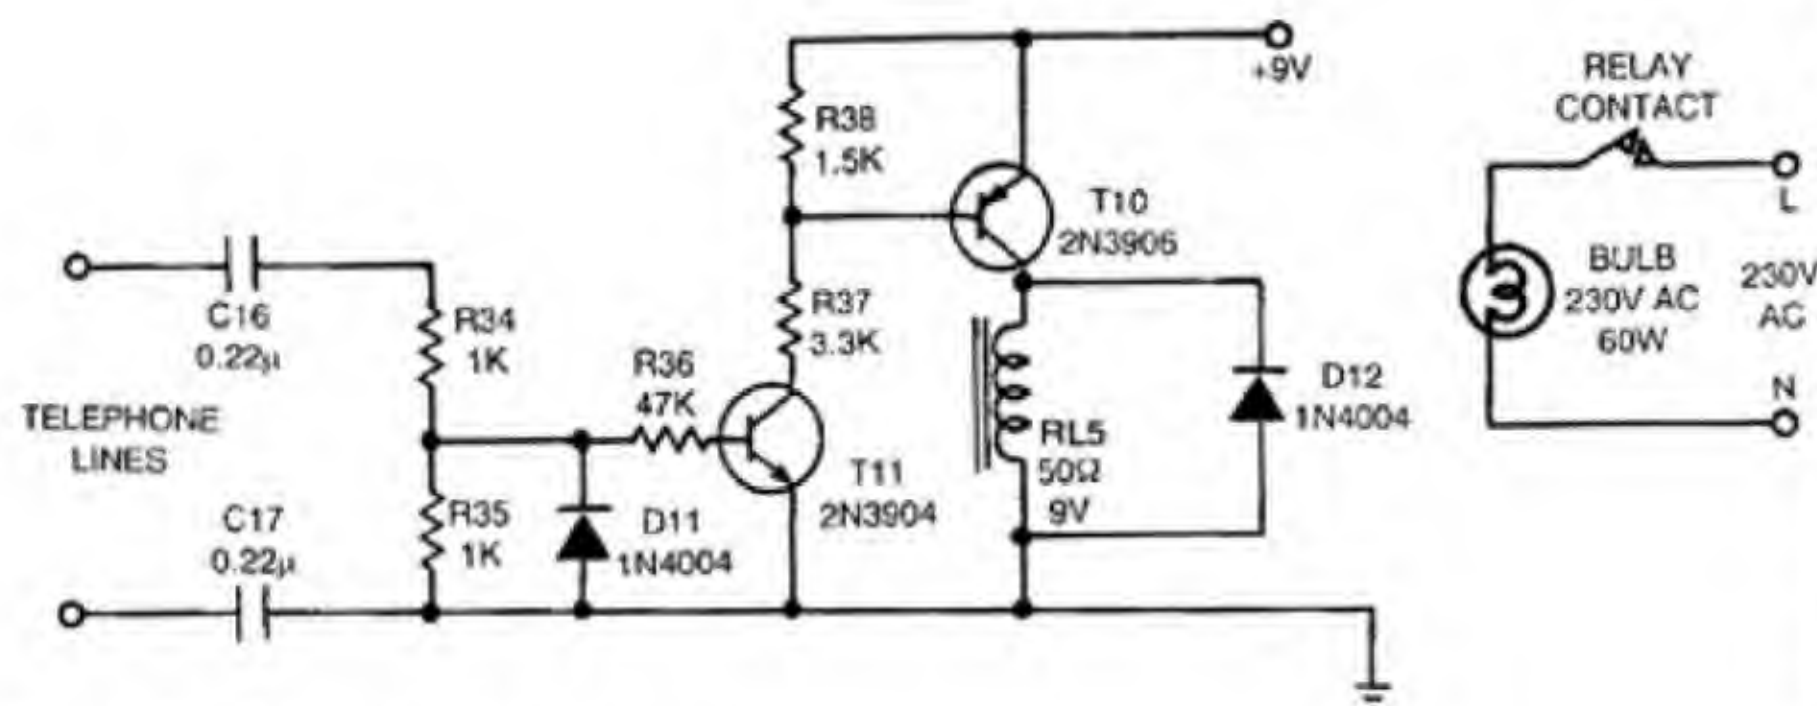 +9V
RELAY
CONTACT
R38
1.5K
T10
2N3906
L
BULB
230V AC
60W
230V
AC
N
C16
0.22µ
R34
1K
R37
3.3K
R36
47K
D12
1N4004
TELEPHONE
LINES
RL5
50Ω
9V
T11
2N3904
C17
0.22µ
R35
1K
D11
1N4004